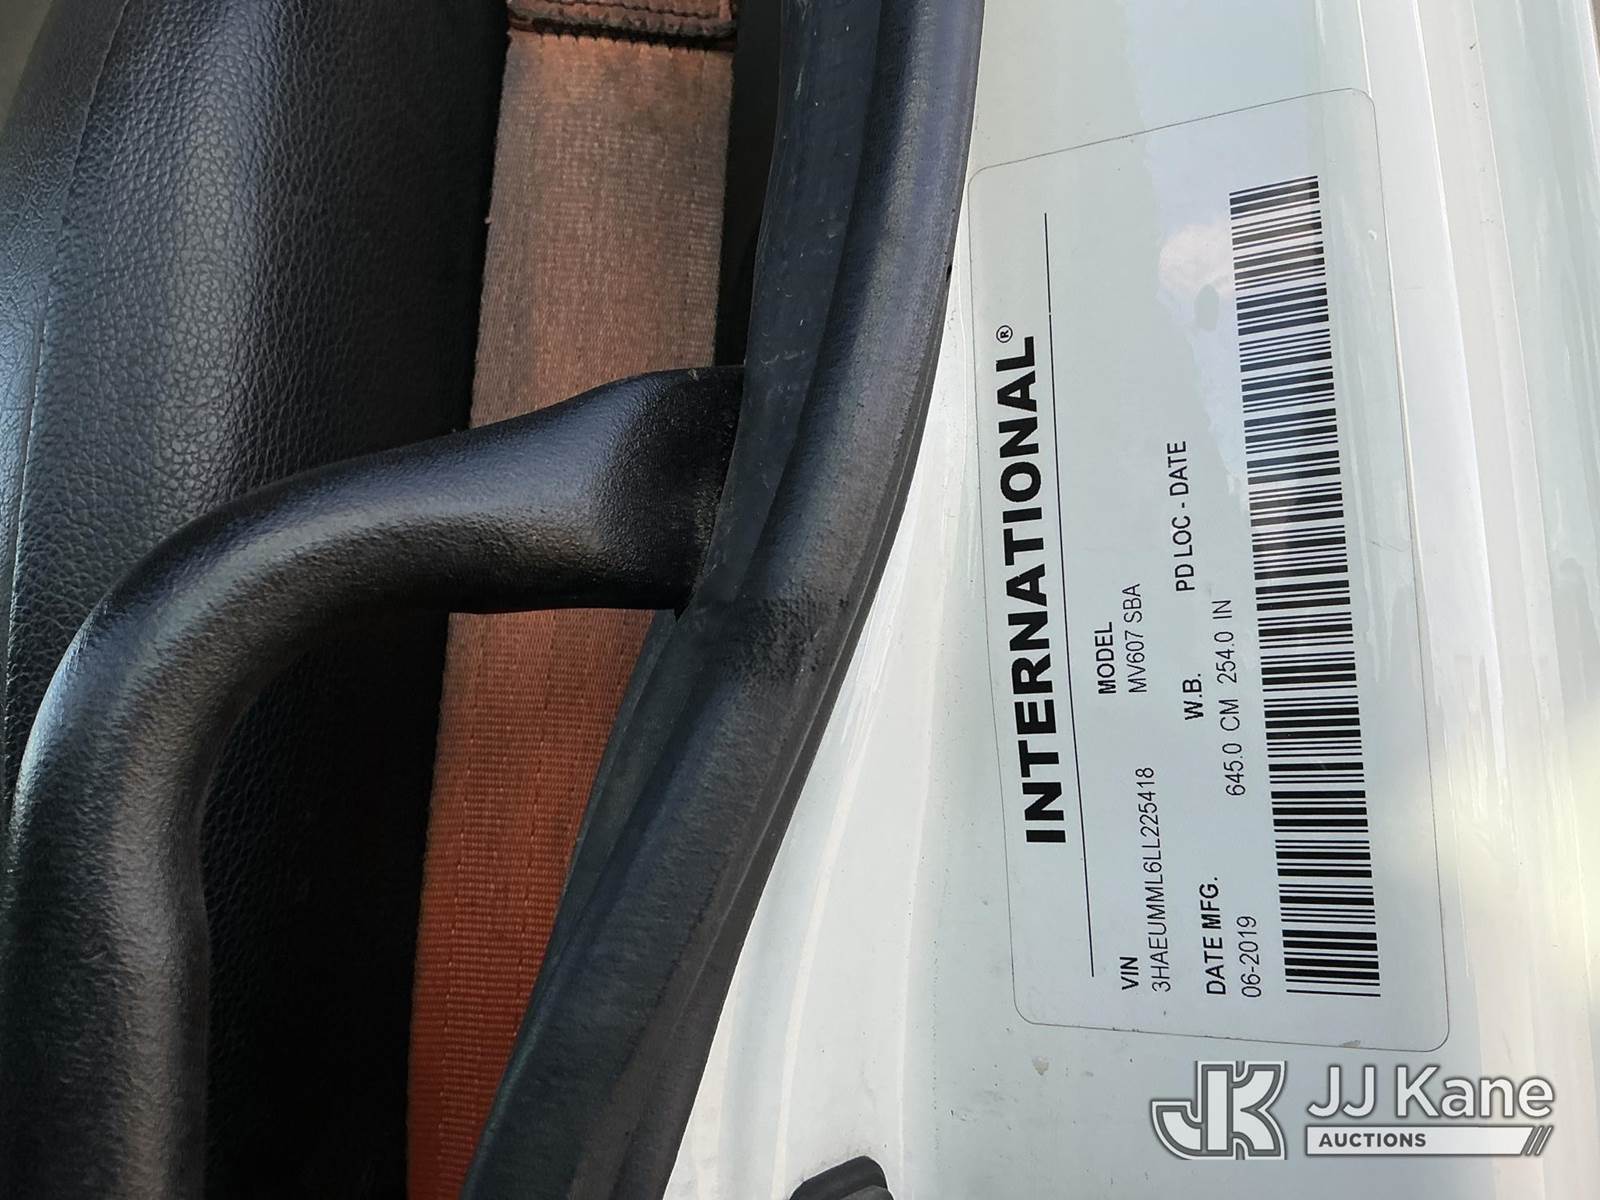 INTERNATIONAL®
VIN MODEL
3HAEUMML6LL225418 MV607 SBA
DATE MFG. W.B. PD LOC - DATE
06-2019 645.0 CM 254.0 IN
JK JJ Kane
AUCTIONS